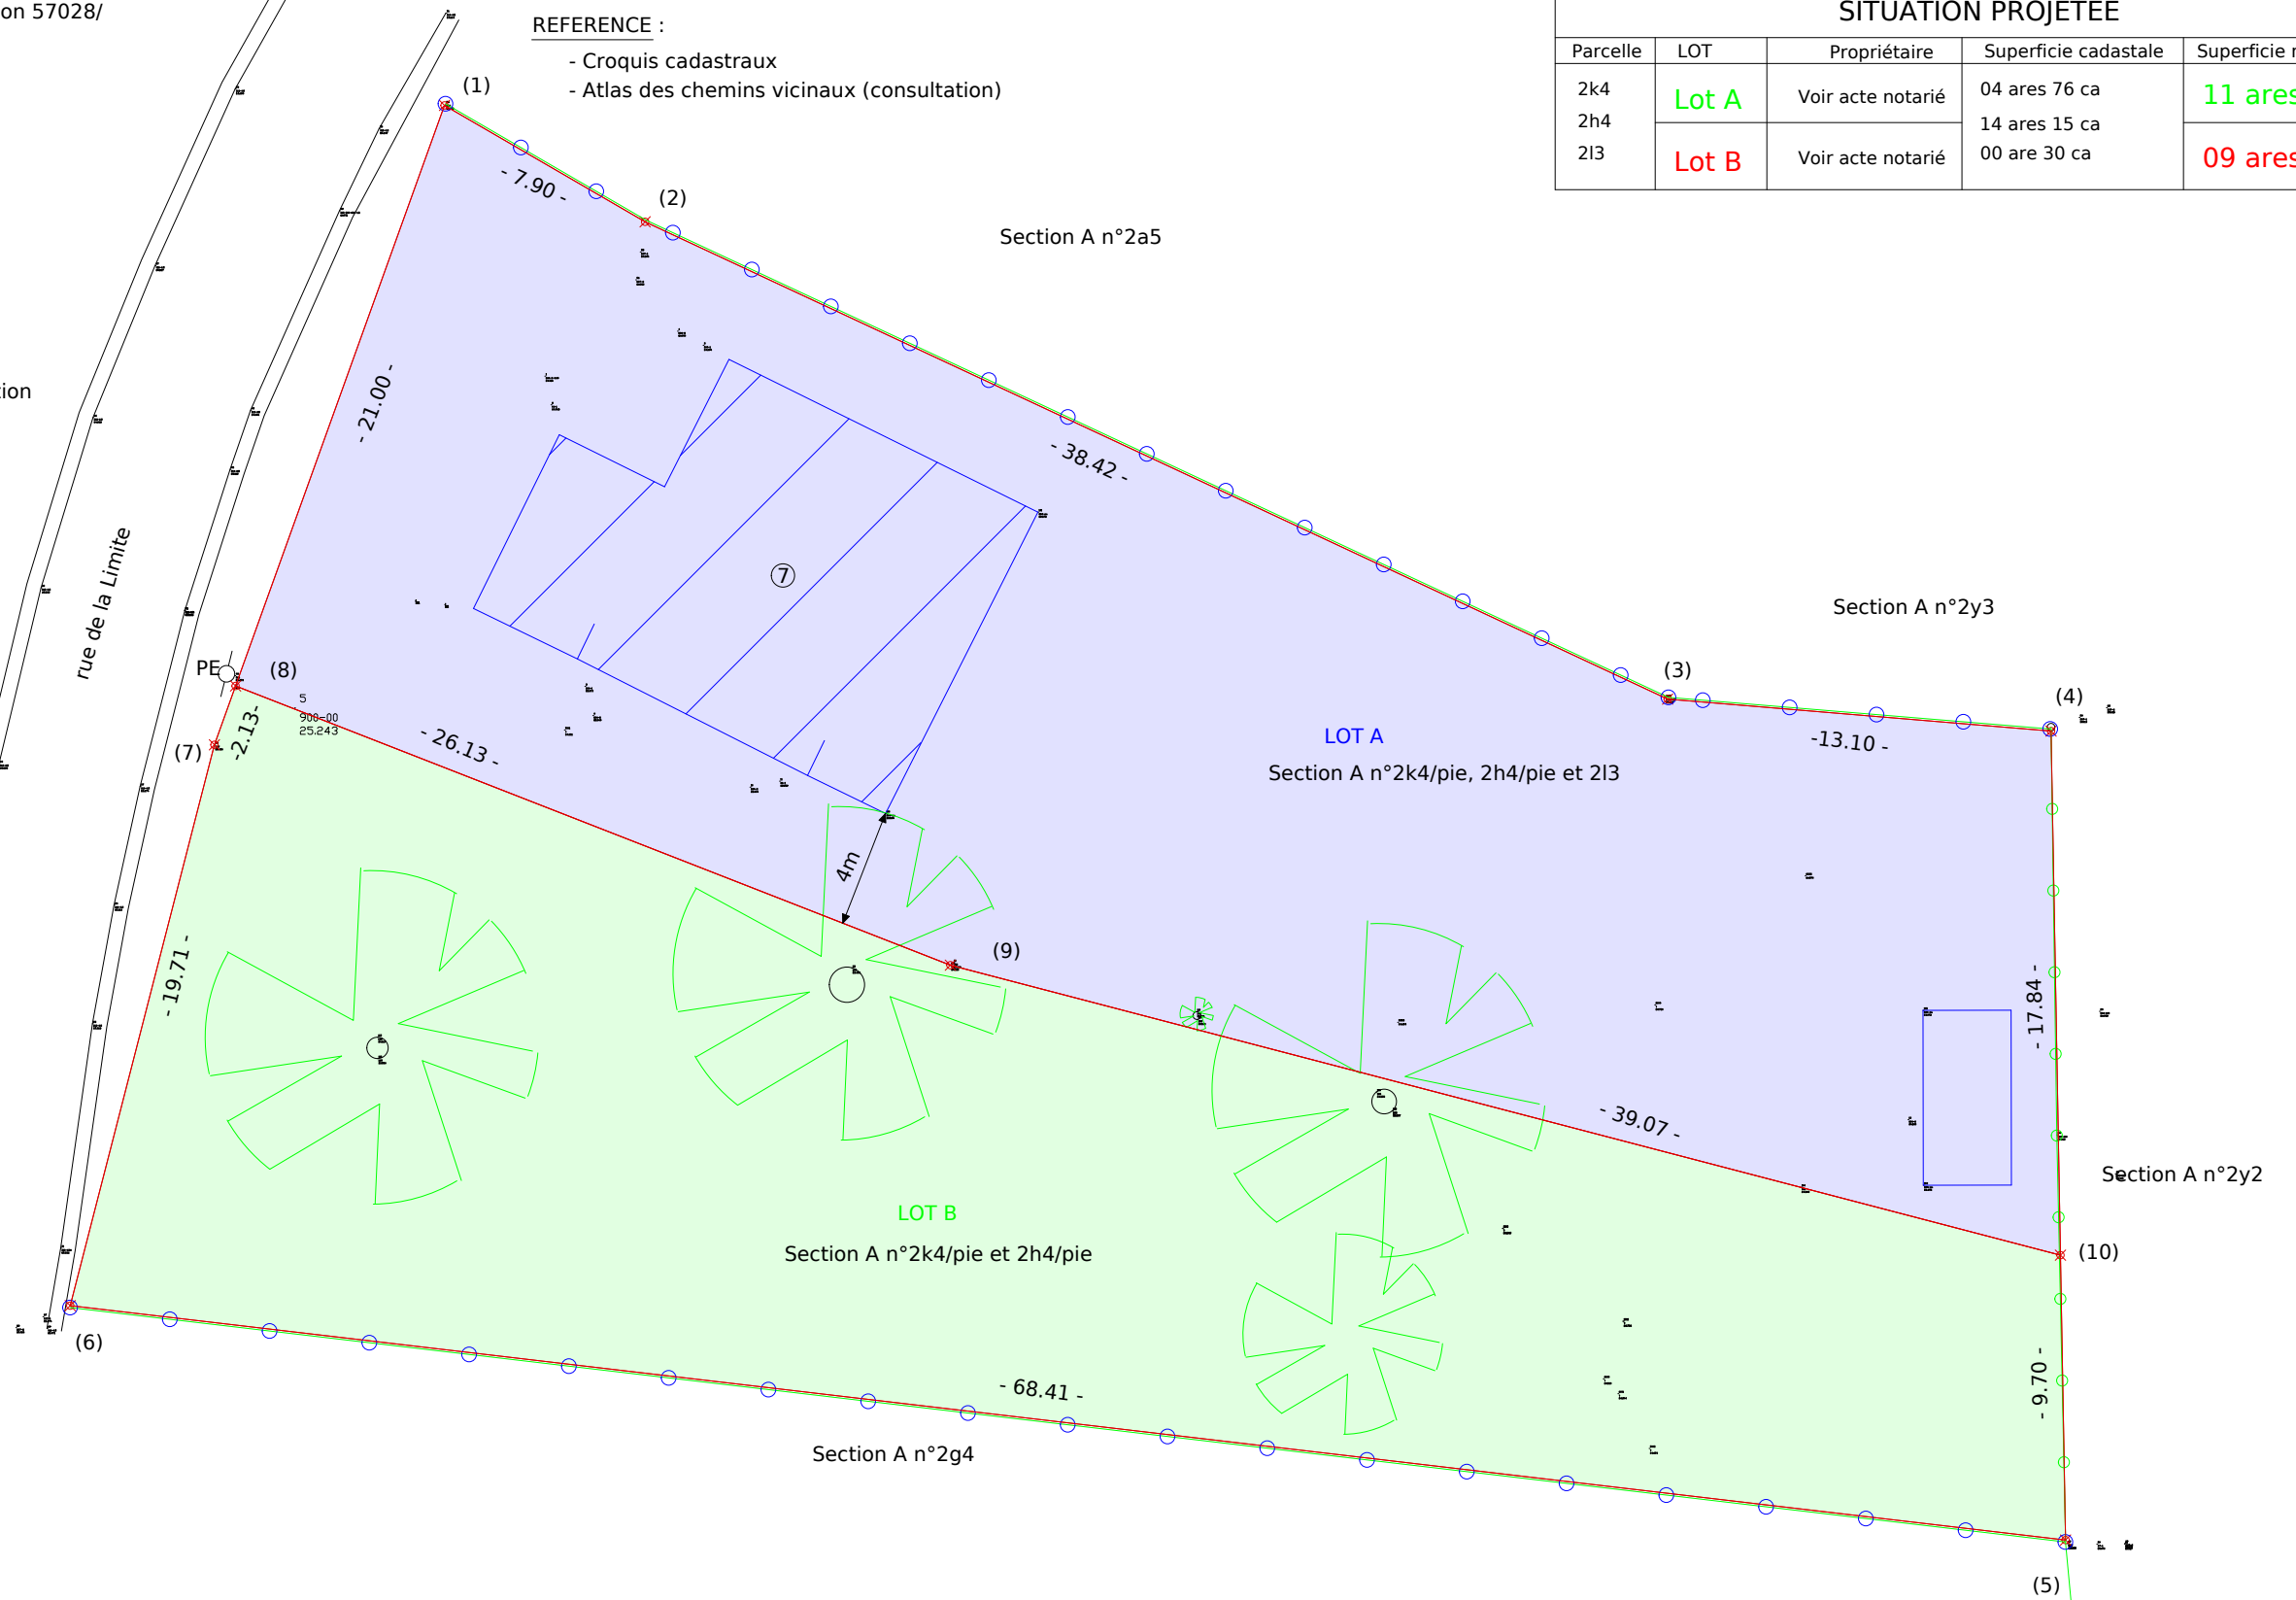 on 57028/
REFERENCE :
- Croquis cadastraux
- Atlas des chemins vicinaux (consultation)
SITUATION PROJETEE
Parcelle LOT Propriétaire Superficie cadastale Superficie
2k4 Lot A Voir acte notarié 04 ares 76 ca 11 ares
2h4 14 ares 15 ca
2l3 Lot B Voir acte notarié 00 are 30 ca 09 ares
(1)
- 7.90 -
(2)
Section A n°2a5
- 21.00 -
- 38.42 -
rue de la Limite
7
Section A n°2y3
PE
(8)
5
900-00
25.243
(7)
-2.13-
- 26.13 -
(3)
(4)
-13.10 -
LOT A
Section A n°2k4/pie, 2h4/pie et 2l3
4m
(9)
- 19.71 -
- 17.84 -
- 39.07 -
Section A n°2y2
LOT B
Section A n°2k4/pie et 2h4/pie
(10)
(6)
- 68.41 -
- 9.70 -
Section A n°2g4
(5)